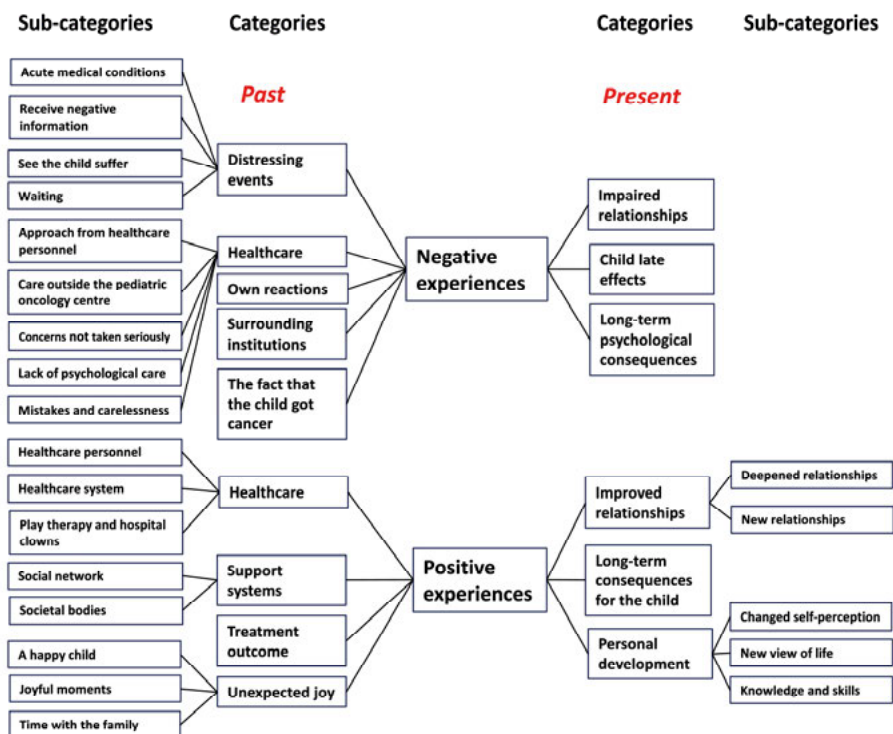 Sub-categories
Categories
Categories
Sub-categories
Past
Present
Acute medical conditions
Receive negative
information
See the child suffer
Waiting
Approach from healthcare
personnel
Care outside the pediatric
oncology centre
Concerns not taken seriously
Lack of psychological care
Mistakes and carelessness
Distressing
events
Healthcare
Own reactions
Surrounding
institutions
The fact that
the child got
cancer
Negative
experiences
Impaired
relationships
Child late
effects
Long-term
psychological
consequences
Healthcare personnel
Healthcare system
Play therapy and hospital
clowns
Social network
Societal bodies
A happy child
Joyful moments
Time with the family
Healthcare
Support
systems
Treatment
outcome
Unexpected joy
Positive
experiences
Improved
relationships
Long-term
consequences
for the child
Personal
development
Deepened relationships
New relationships
Changed self-perception
New view of life
Knowledge and skills